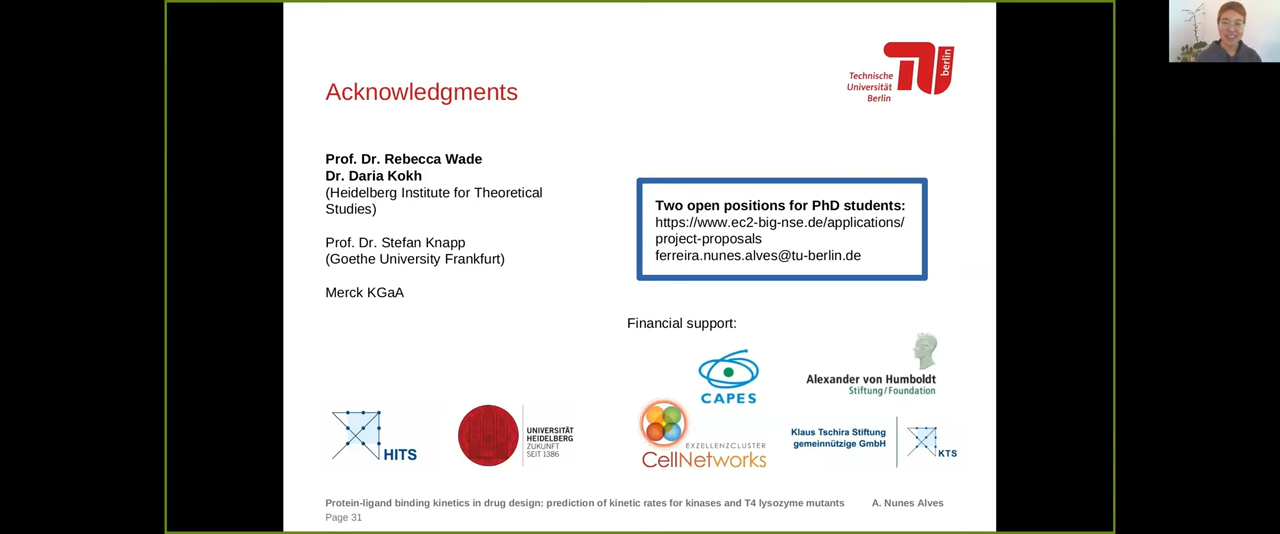 Acknowledgments
Technische
Universität
Berlin
berlin
Prof. Dr. Rebecca Wade
Dr. Daria Kokh
(Heidelberg Institute for Theoretical
Studies)
Prof. Dr. Stefan Knapp
(Goethe University Frankfurt)
Merck KGaA
Two open positions for PhD students:
https://www.ec2-big-nse.de/applications/
project-proposals
ferreira.nunes.alves@tu-berlin.de
Financial support:
CAPES
Alexander von Humboldt
Stiftung/Foundation
HITS
UNIVERSITÄT
HEIDELBERG
ZUKUNFT
SEIT 1386
EXZELLENZCLUSTER
CellNetworks
Klaus Tschira Stiftung
gemeinnützige GmbH
KTS
Protein-ligand binding kinetics in drug design: prediction of kinetic rates for kinases and T4 lysozyme mutants
A. Nunes Alves
Page 31